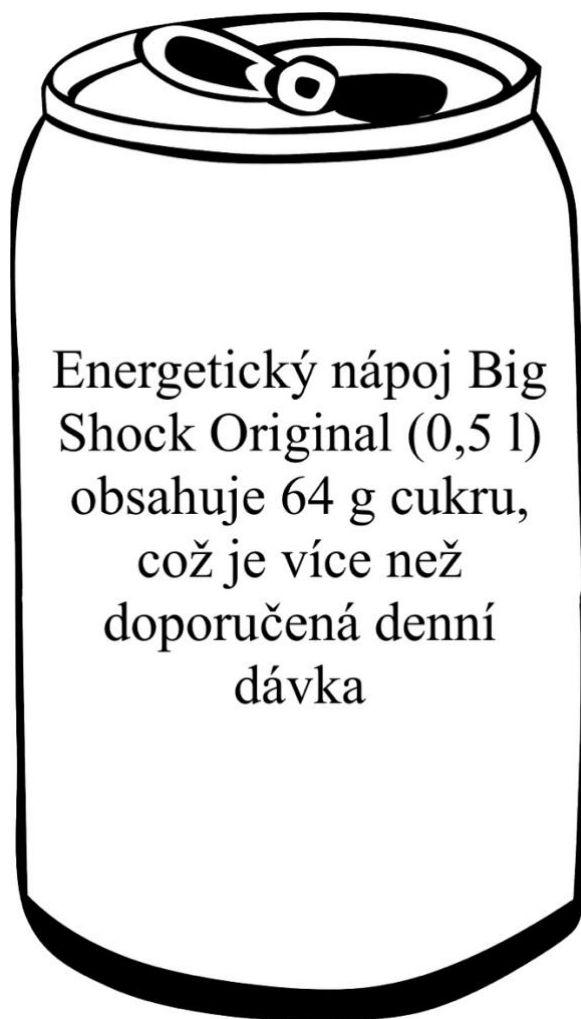 Energetický nápoj Big
Shock Original (0,5 l)
obsahuje 64 g cukru,
což je více než
doporučená denní
dávka